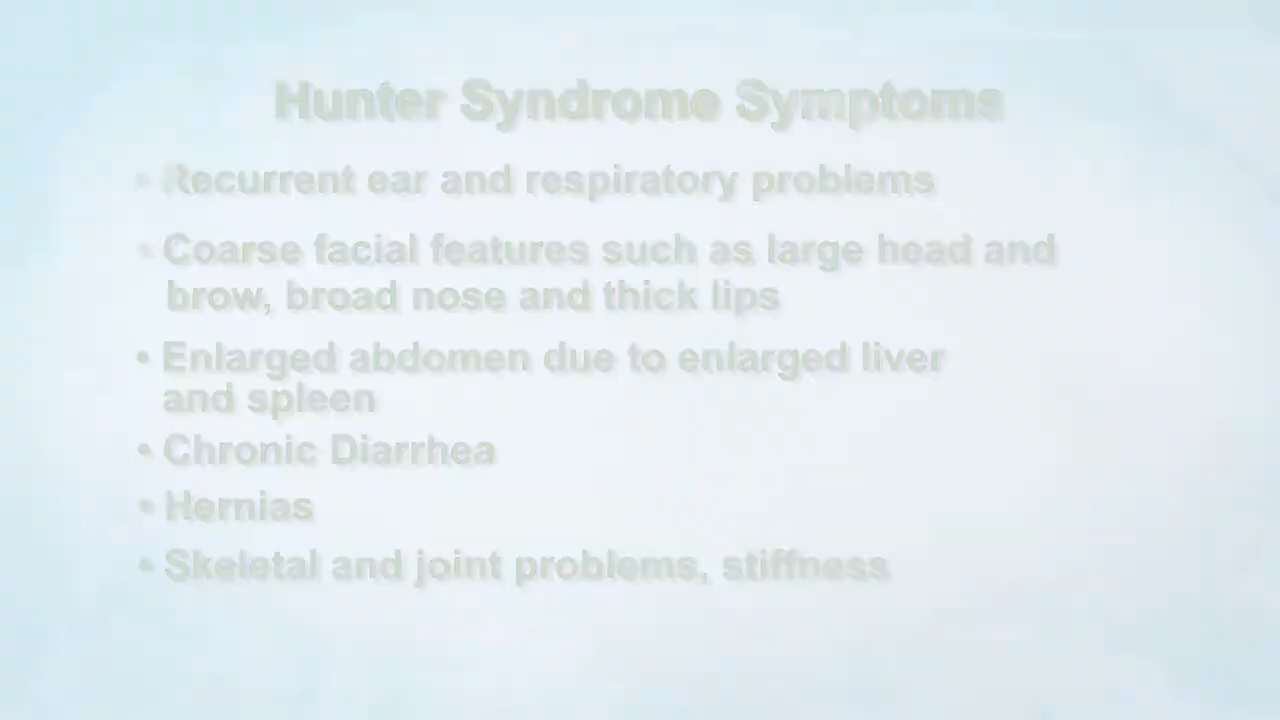 Hunter Syndrome Symptoms
• Recurrent ear and respiratory problems
• Coarse facial features such as large head and
brow, broad nose and thick lips
• Enlarged abdomen due to enlarged liver
and spleen
• Chronic Diarrhea
• Hernias
• Skeletal and joint problems, stiffness